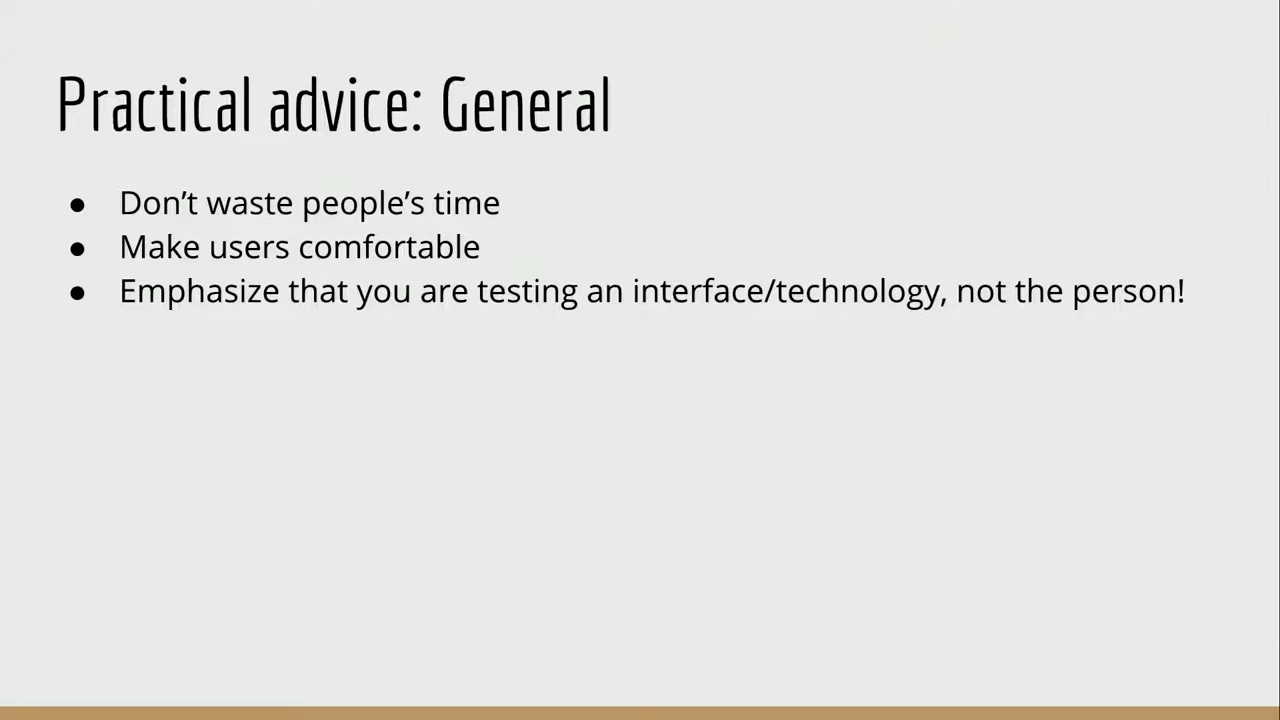 Practical advice: General
● Don’t waste people’s time
● Make users comfortable
● Emphasize that you are testing an interface/technology, not the person!